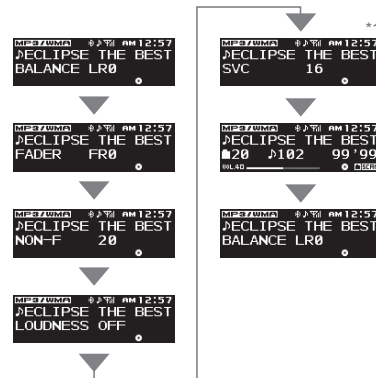 MP3/WMA AM 12:57
♪ECLIPSE THE BEST
BALANCE LR0
MP3/WMA AM 12:57
♪ECLIPSE THE BEST
FADER FR0
MP3/WMA AM 12:57
♪ECLIPSE THE BEST
NON-F 20
MP3/WMA AM 12:57
♪ECLIPSE THE BEST
LOUDNESS OFF
MP3/WMA AM 12:57
♪ECLIPSE THE BEST
SVC 16
MP3/WMA AM 12:57
♪ECLIPSE THE BEST
20 ♪102 99'99
VOL.40
MP3/WMA AM 12:57
♪ECLIPSE THE BEST
BALANCE LR0